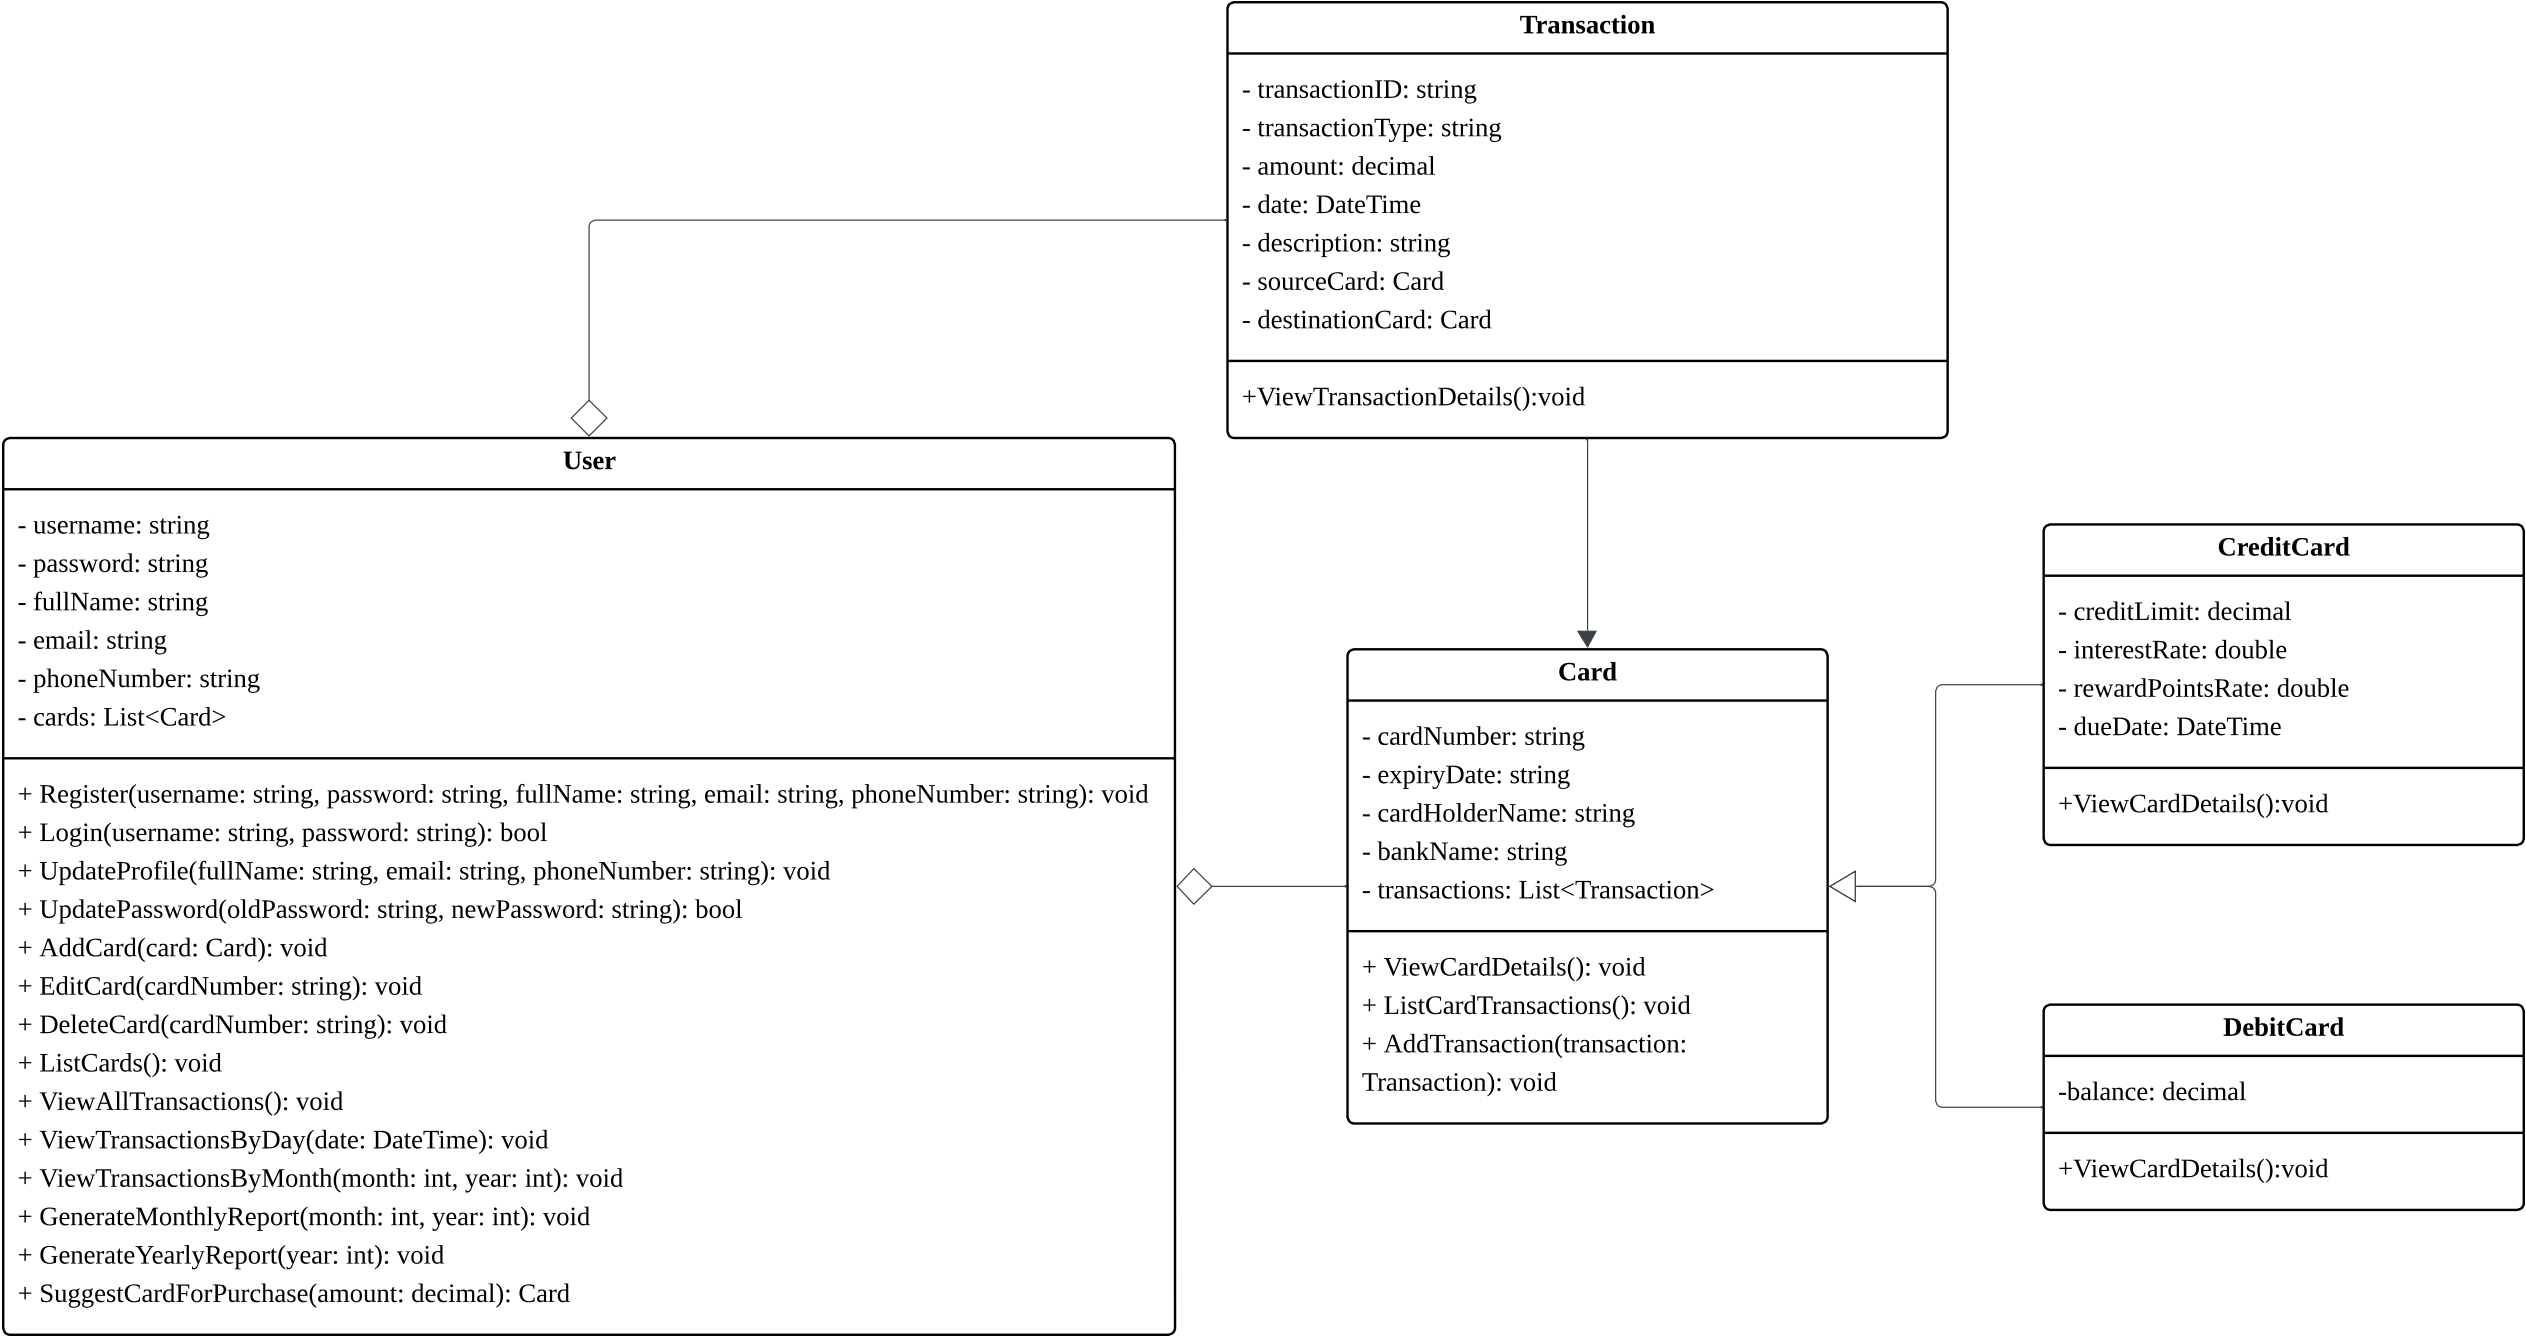 Transaction
- transactionID: string
- transactionType: string
- amount: decimal
- date: DateTime
- description: string
- sourceCard: Card
- destinationCard: Card
+ViewTransactionDetails():void
User
- username: string
- password: string
- fullName: string
- email: string
- phoneNumber: string
- cards: List<Card>
+ Register(username: string, password: string, fullName: string, email: string, phoneNumber: string): void
+ Login(username: string, password: string): bool
+ UpdateProfile(fullName: string, email: string, phoneNumber: string): void
+ UpdatePassword(oldPassword: string, newPassword: string): bool
+ AddCard(card: Card): void
+ EditCard(cardNumber: string): void
+ DeleteCard(cardNumber: string): void
+ ListCards(): void
+ ViewAllTransactions(): void
+ ViewTransactionsByDay(date: DateTime): void
+ ViewTransactionsByMonth(month: int, year: int): void
+ GenerateMonthlyReport(month: int, year: int): void
+ GenerateYearlyReport(year: int): void
+ SuggestCardForPurchase(amount: decimal): Card
Card
- cardNumber: string
- expiryDate: string
- cardHolderName: string
- bankName: string
- transactions: List<Transaction>
+ ViewCardDetails(): void
+ ListCardTransactions(): void
+ AddTransaction(transaction:
Transaction): void
CreditCard
- creditLimit: decimal
- interestRate: double
- rewardPointsRate: double
- dueDate: DateTime
+ViewCardDetails():void
DebitCard
-balance: decimal
+ViewCardDetails():void